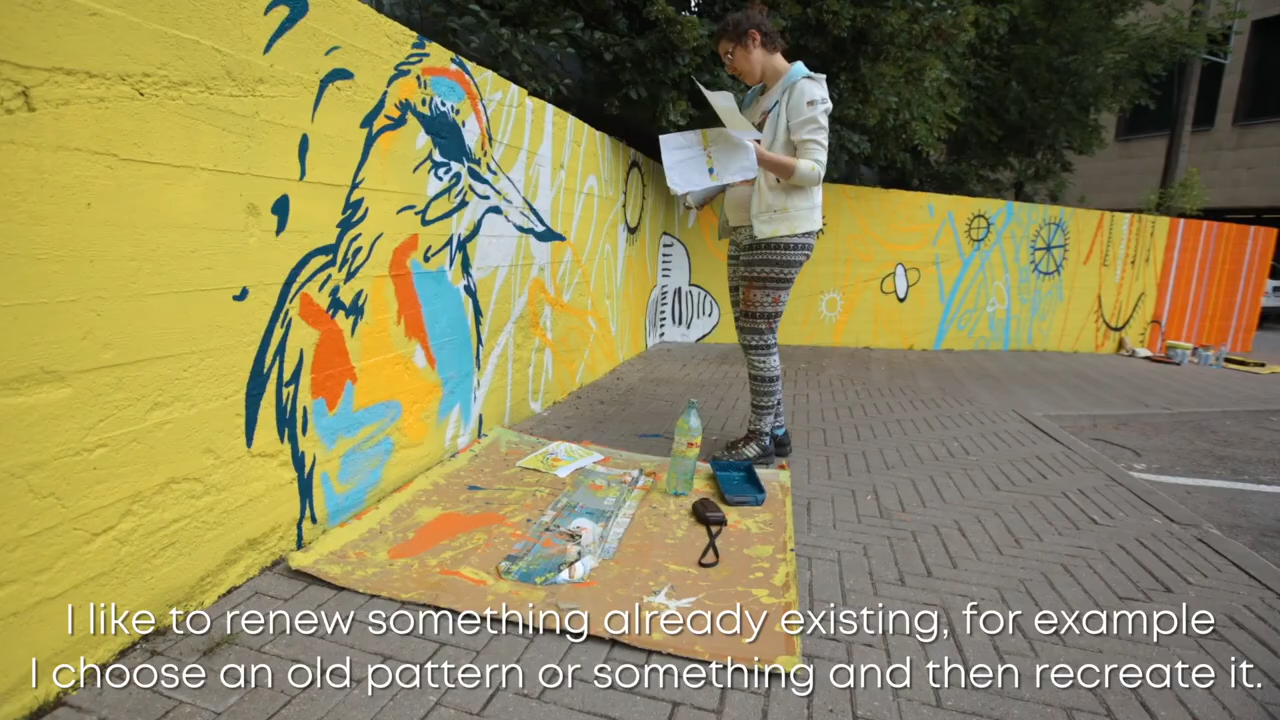 I like to renew something already existing, for example
I choose an old pattern or something and then recreate it.